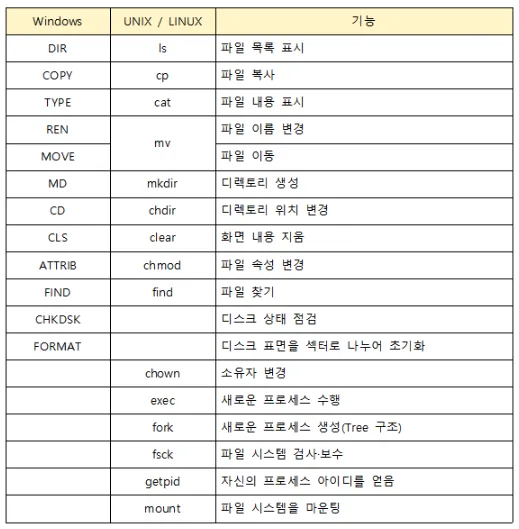 Windows UNIX / LINUX 기능
DIR ls 파일 목록 표시
COPY cp 파일 복사
TYPE cat 파일 내용 표시
REN mv 파일 이름 변경
MOVE 파일 이동
MD mkdir 디렉토리 생성
CD chdir 디렉토리 위치 변경
CLS clear 화면 내용 지움
ATTRIB chmod 파일 속성 변경
FIND find 파일 찾기
CHKDSK 디스크 상태 점검
FORMAT 디스크 표면을 섹터로 나누어 초기화
chown 소유자 변경
exec 새로운 프로세스 수행
fork 새로운 프로세스 생성(Tree 구조)
fsck 파일 시스템 검사·보수
getpid 자신의 프로세스 아이디를 얻음
mount 파일 시스템을 마운팅